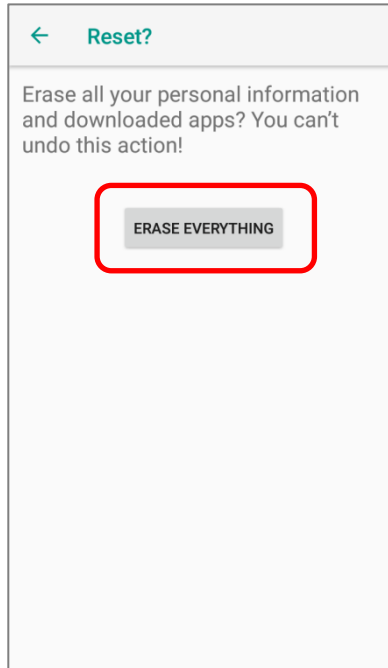 Reset?
Erase all your personal information
and downloaded apps? You can't
undo this action!
ERASE EVERYTHING